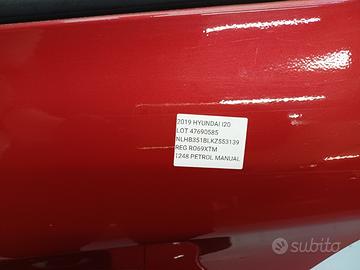 2019 HYUNDAI I20
LOT 47690585
NLHB351BLKZ553139
REG RO69XTM
1248 PETROL MANUAL
subito